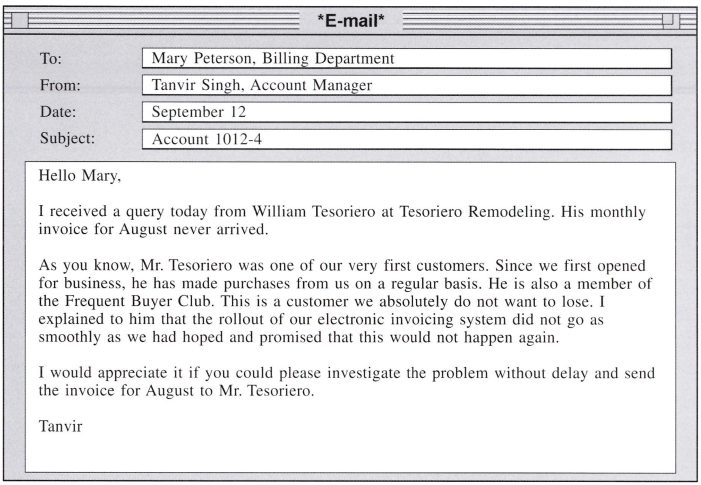 *E-mail*
To: Mary Peterson, Billing Department
From: Tanvir Singh, Account Manager
Date: September 12
Subject: Account 1012-4
Hello Mary,
I received a query today from William Tesoriero at Tesoriero Remodeling. His monthly
invoice for August never arrived.
As you know, Mr. Tesoriero was one of our very first customers. Since we first opened
for business, he has made purchases from us on a regular basis. He is also a member of
the Frequent Buyer Club. This is a customer we absolutely do not want to lose. I
explained to him that the rollout of our electronic invoicing system did not go as
smoothly as we had hoped and promised that this would not happen again.
I would appreciate it if you could please investigate the problem without delay and send
the invoice for August to Mr. Tesoriero.
Tanvir